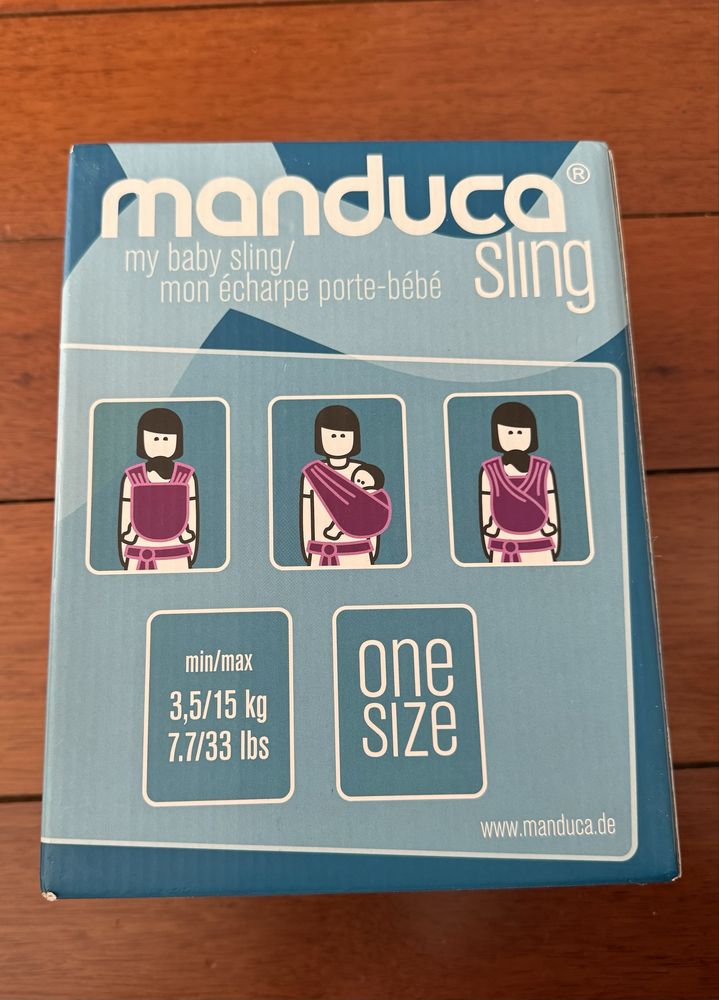 manduca®
my baby sling/
mon écharpe porte-bébé
sling
min/max
3,5/15 kg
7.7/33 lbs
one
size
www.manduca.de